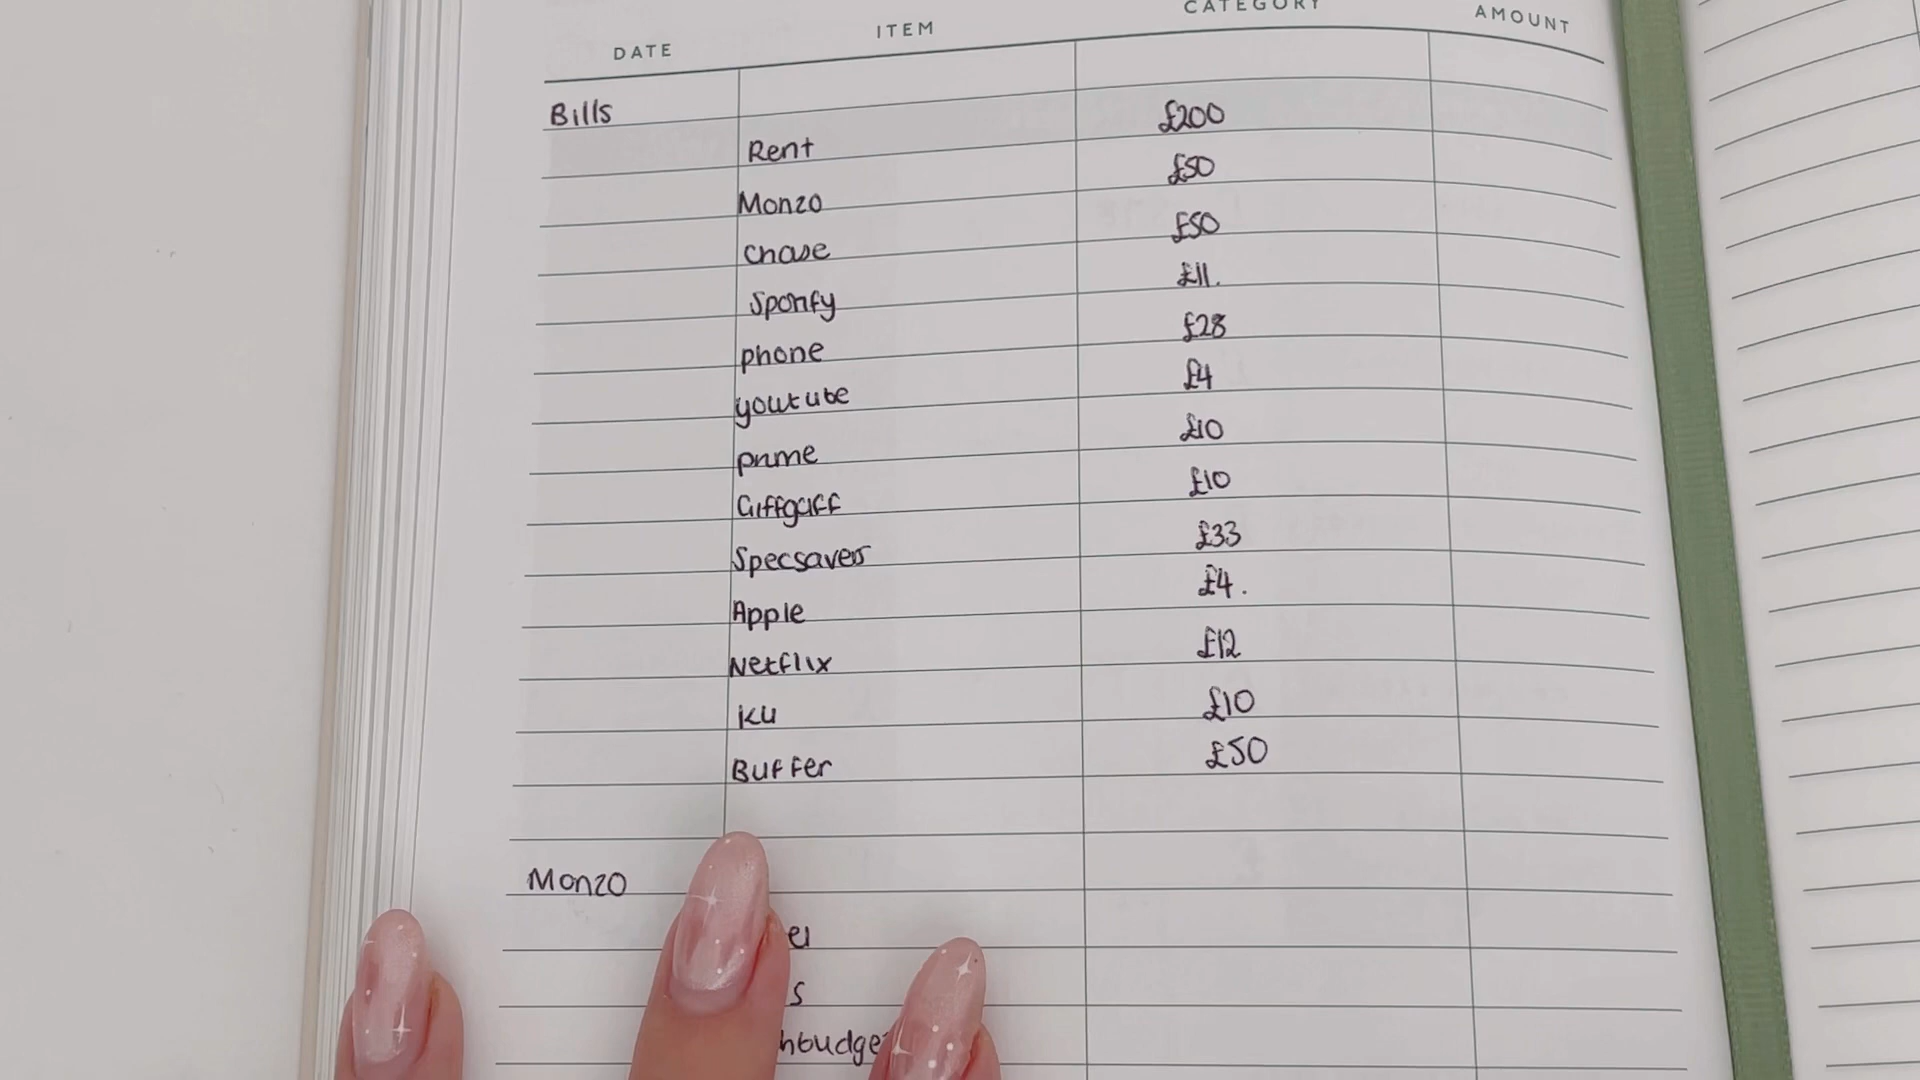 DATE ITEM CATEGORY AMOUNT
Bills
Rent £200
Monzo £50
Chase £50
Spotify £11.
phone £28
youtube £4
prime £10
Giffgaff £10
Specsavers £33
Apple £4.
Netflix £12
KU £10
Buffer £50
Monzo